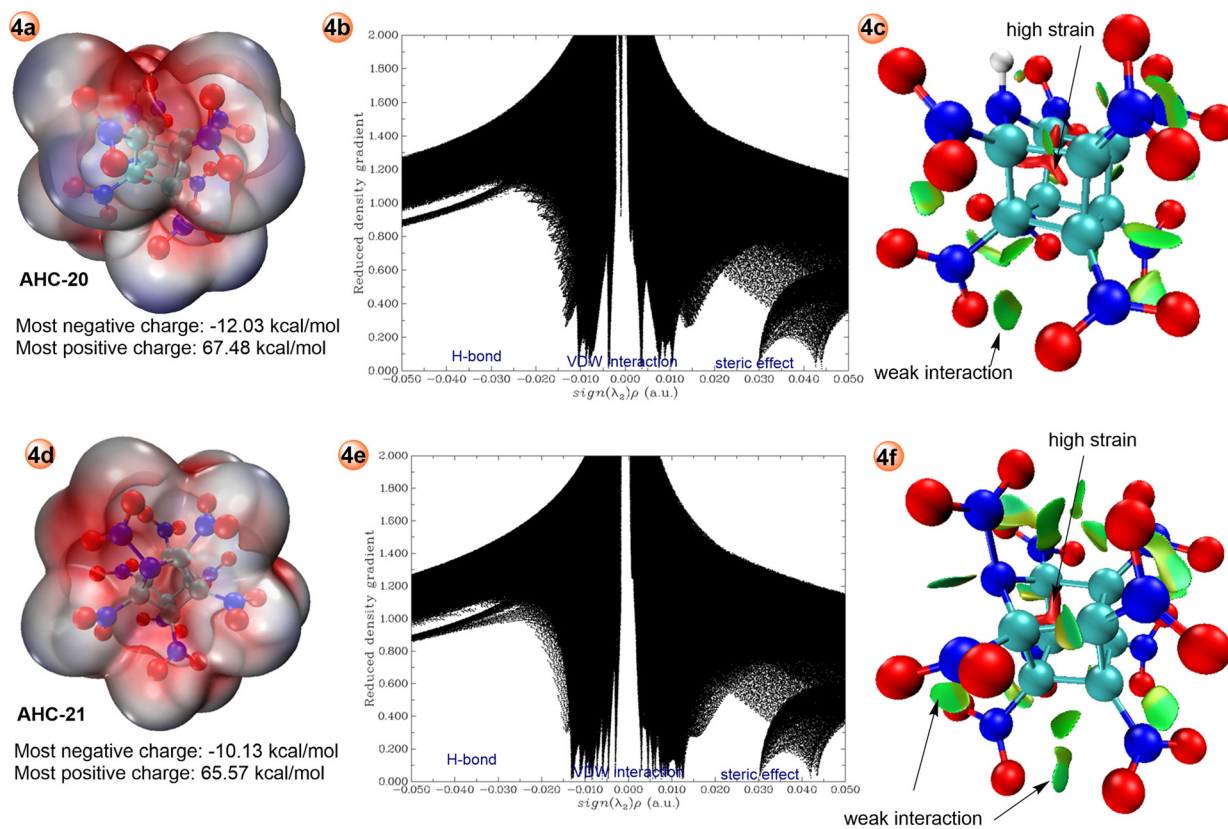 4a
AHC-20
Most negative charge: -12.03 kcal/mol
Most positive charge: 67.48 kcal/mol
4b
Reduced density gradient
2.000
1.800
1.600
1.400
1.200
1.000
0.800
0.600
0.400
0.200
0.000
H-bond
VDW interaction
steric effect
−0.050 −0.040 −0.030 −0.020 −0.010 0.000 0.010 0.020 0.030 0.040 0.050
sign(λ₂)ρ (a.u.)
4c
high strain
weak interaction
4d
AHC-21
Most negative charge: -10.13 kcal/mol
Most positive charge: 65.57 kcal/mol
4e
Reduced density gradient
2.000
1.800
1.600
1.400
1.200
1.000
0.800
0.600
0.400
0.200
0.000
H-bond
VDW interaction
steric effect
−0.050 −0.040 −0.030 −0.020 −0.010 0.000 0.010 0.020 0.030 0.040 0.050
sign(λ₂)ρ (a.u.)
4f
high strain
weak interaction